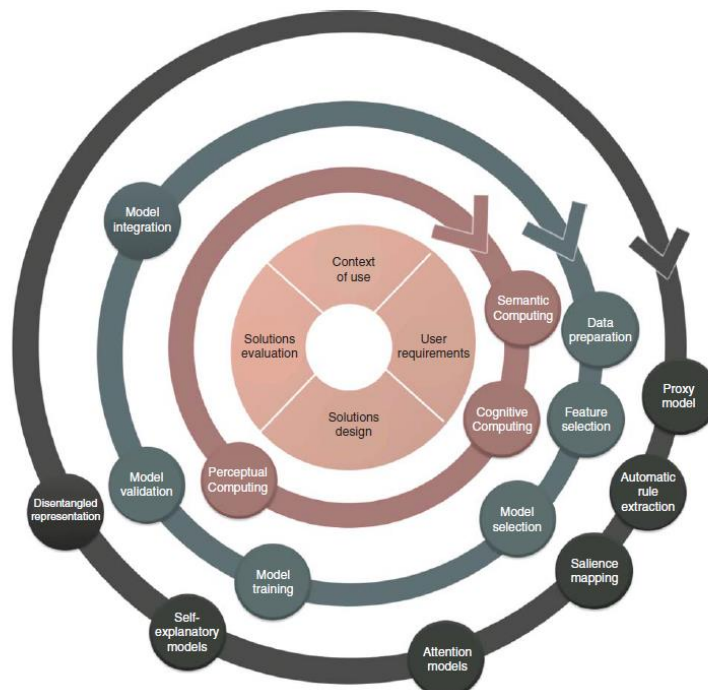 Model
integration
Context
of use
Solutions
evaluation
User
requirements
Solutions
design
Semantic
Computing
Cognitive
Computing
Perceptual
Computing
Data
preparation
Feature
selection
Model
selection
Model
training
Model
validation
Proxy
model
Automatic
rule
extraction
Salience
mapping
Attention
models
Self-
explanatory
models
Disentangled
representation